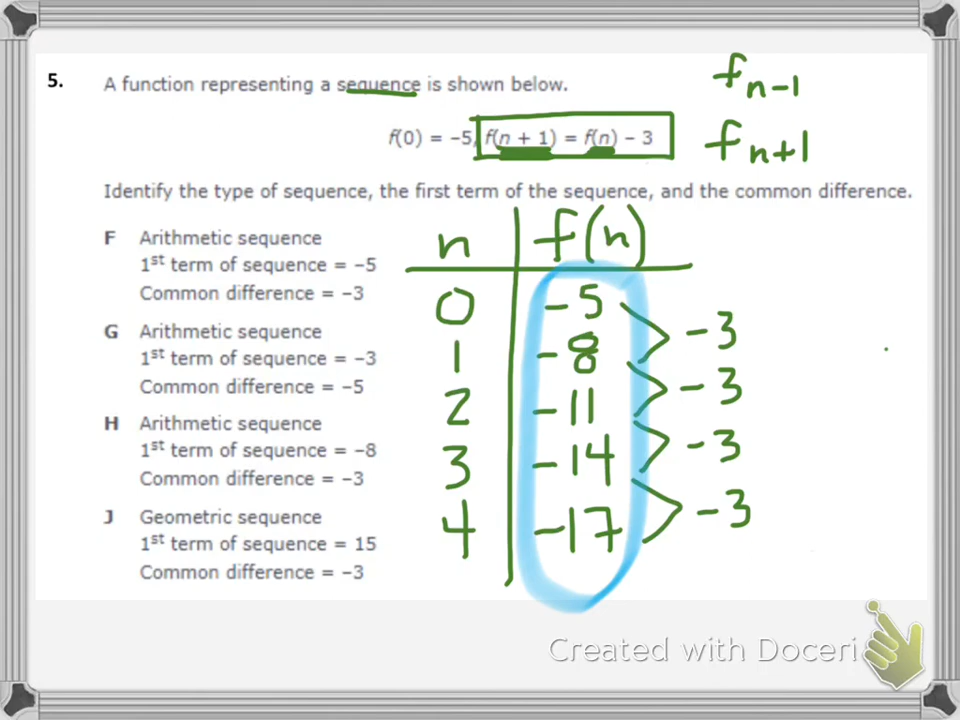 5. A function representing a sequence is shown below.
f(0) = −5, f(n + 1) = f(n) − 3
f n−1
f n+1
Identify the type of sequence, the first term of the sequence, and the common difference.
F Arithmetic sequence
1st term of sequence = −5
Common difference = −3
G Arithmetic sequence
1st term of sequence = −3
Common difference = −5
H Arithmetic sequence
1st term of sequence = −8
Common difference = −3
J Geometric sequence
1st term of sequence = 15
Common difference = −3
n f(n)
0 −5
1 −8
2 −11
3 −14
4 −17
−3
−3
−3
−3
Created with Doceri